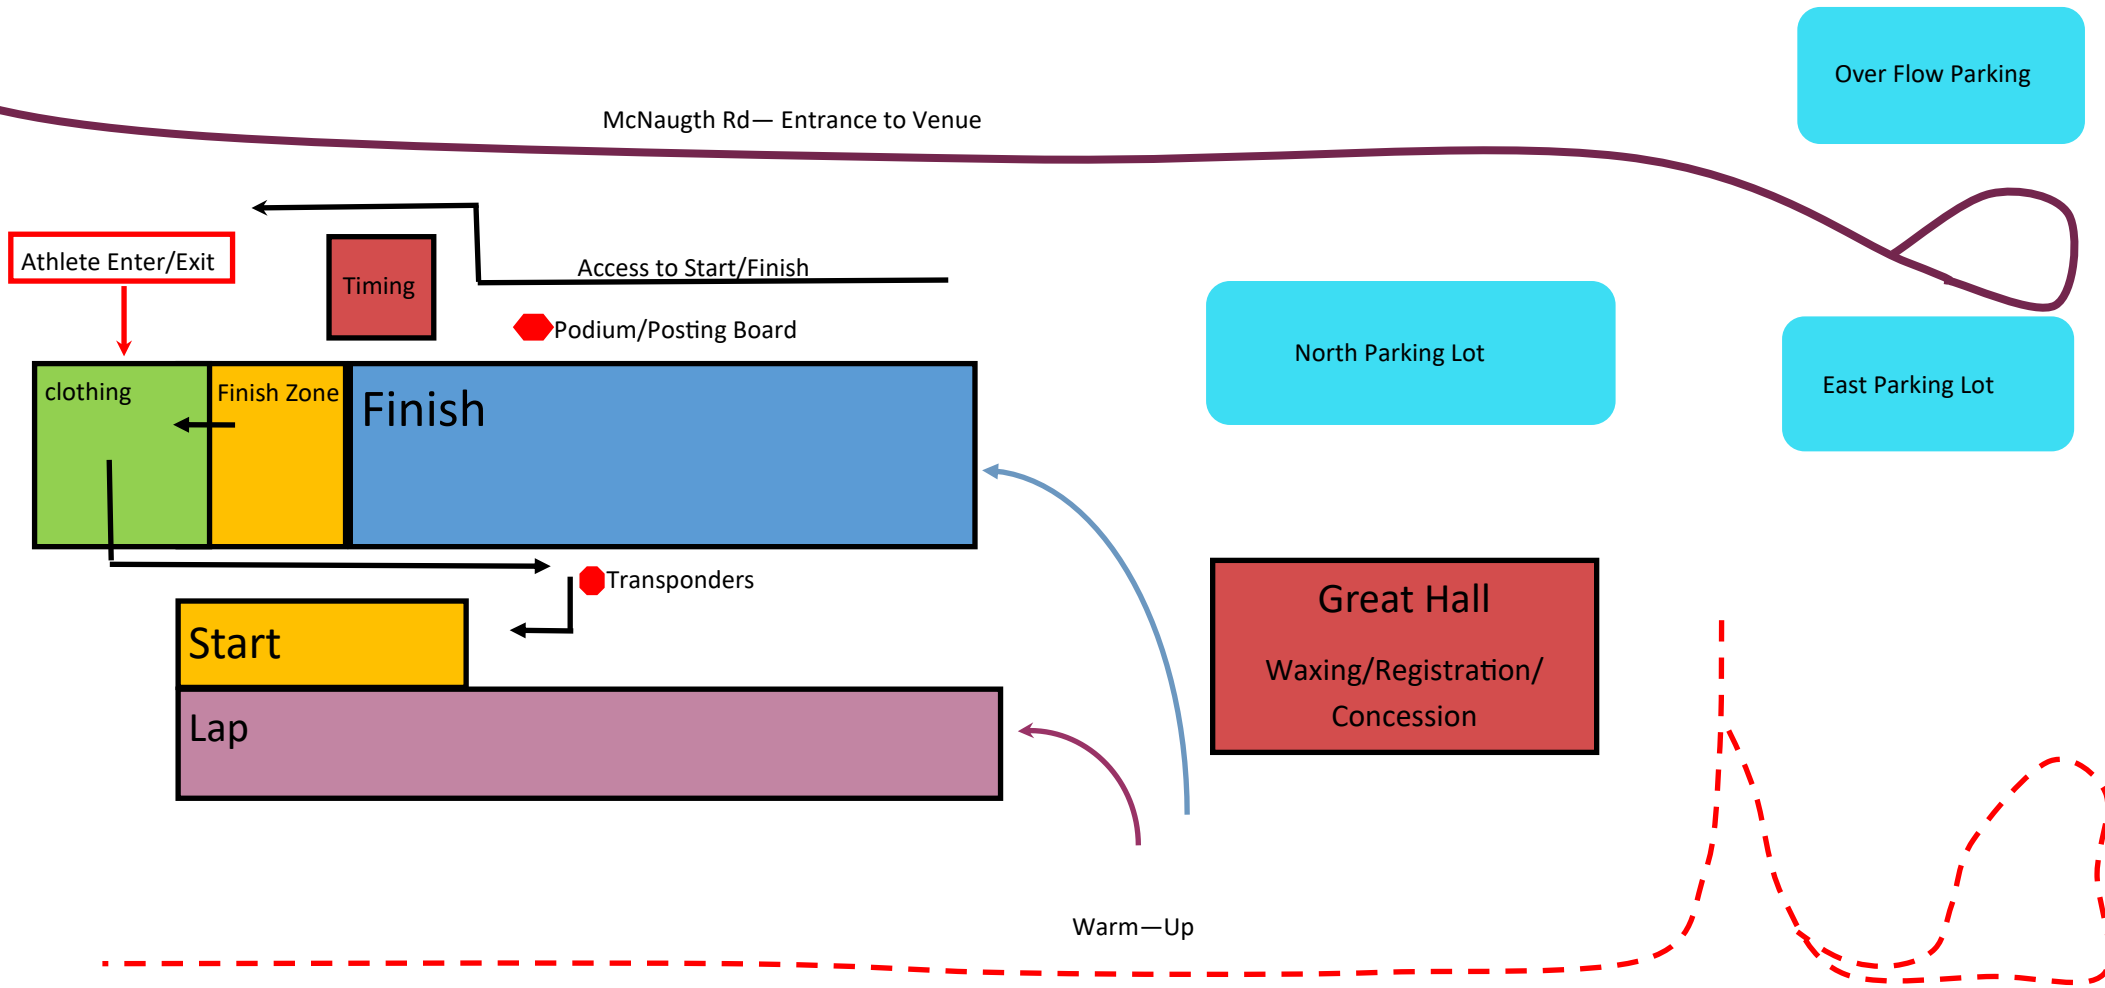 Over Flow Parking
McNaugth Rd— Entrance to Venue
Athlete Enter/Exit
Timing
Access to Start/Finish
Podium/Posting Board
North Parking Lot
East Parking Lot
clothing
Finish Zone
Finish
Transponders
Great Hall
Waxing/Registration/
Concession
Start
Lap
Warm—Up